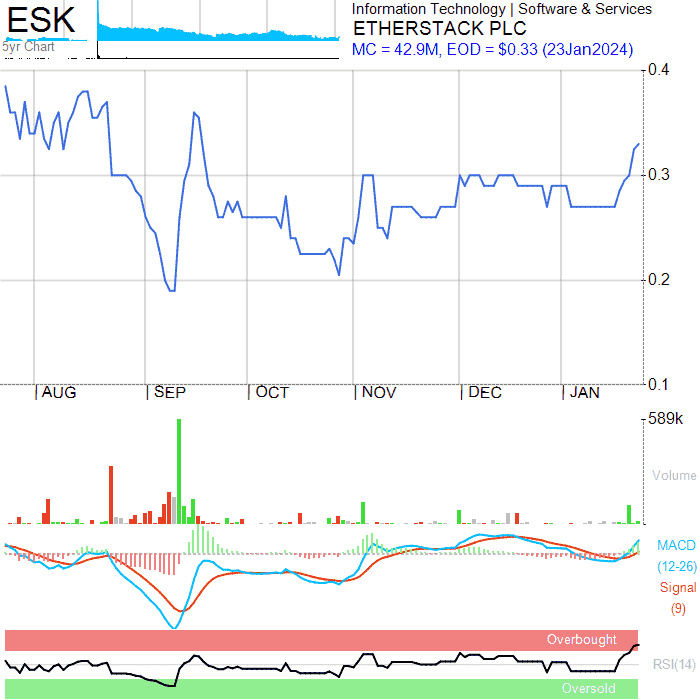 ESK
5yr Chart
Information Technology | Software & Services
ETHERSTACK PLC
MC = 42.9M, EOD = $0.33 (23Jan2024)
0.4
0.3
0.2
0.1
AUG SEP OCT NOV DEC JAN
589k
Volume
MACD
(12-26)
Signal
(9)
Overbought
RSI(14)
Oversold